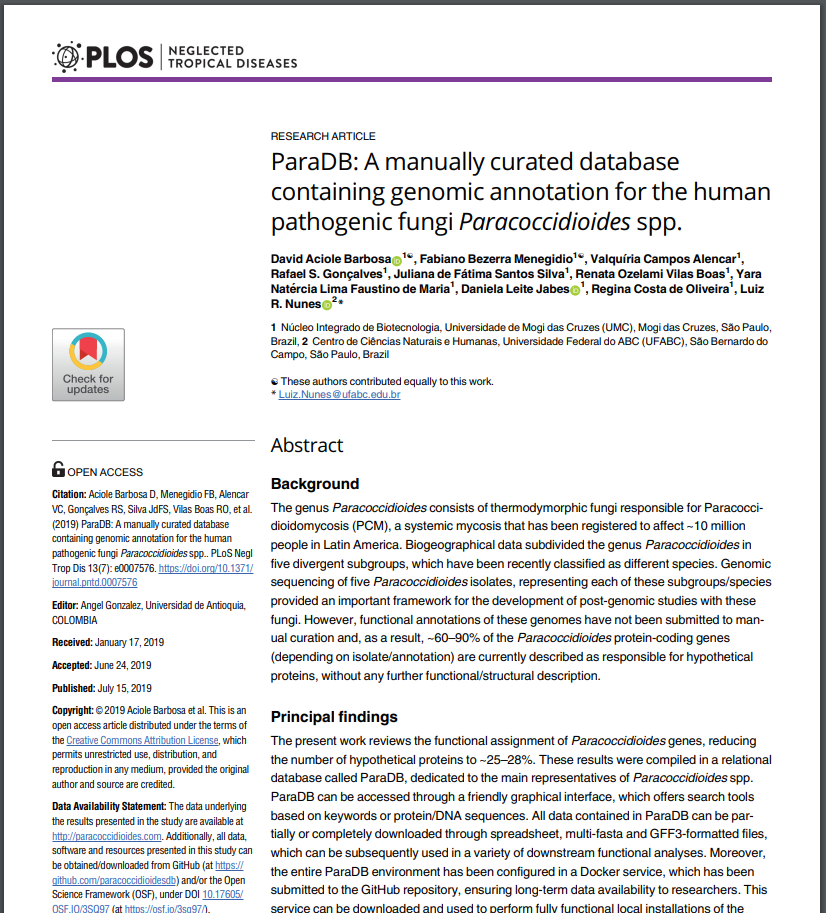 PLOS | NEGLECTED
TROPICAL DISEASES
RESEARCH ARTICLE
ParaDB: A manually curated database
containing genomic annotation for the human
pathogenic fungi Paracoccidioides spp.
David Aciole Barbosa1☯, Fabiano Bezerra Menegidio1☯, Valquíria Campos Alencar1,
Rafael S. Gonçalves1, Juliana de Fátima Santos Silva1, Renata Ozelami Vilas Boas1, Yara
Natércia Lima Faustino de Maria1, Daniela Leite Jabes1, Regina Costa de Oliveira1, Luiz
R. Nunes2*
1 Núcleo Integrado de Biotecnologia, Universidade de Mogi das Cruzes (UMC), Mogi das Cruzes, São Paulo,
Brazil, 2 Centro de Ciências Naturais e Humanas, Universidade Federal do ABC (UFABC), São Bernardo do
Campo, São Paulo, Brazil
☯ These authors contributed equally to this work.
* Luiz.Nunes@ufabc.edu.br
Check for
updates
OPEN ACCESS
Citation: Aciole Barbosa D, Menegidio FB, Alencar
VC, Gonçalves RS, Silva JdFS, Vilas Boas RO, et al.
(2019) ParaDB: A manually curated database
containing genomic annotation for the human
pathogenic fungi Paracoccidioides spp.. PLoS Negl
Trop Dis 13(7): e0007576. https://doi.org/10.1371/
journal.pntd.0007576
Editor: Angel Gonzalez, Universidad de Antioquia,
COLOMBIA
Received: January 17, 2019
Accepted: June 24, 2019
Published: July 15, 2019
Copyright: © 2019 Aciole Barbosa et al. This is an
open access article distributed under the terms of
the Creative Commons Attribution License, which
permits unrestricted use, distribution, and
reproduction in any medium, provided the original
author and source are credited.
Data Availability Statement: The data underlying
the results presented in the study are available at
http://paracoccidioides.com. Additionally, all data,
software and resources presented in this study can
be obtained/downloaded from GitHub (at https://
github.com/paracoccidioidesdb) and/or the Open
Science Framework (OSF), under DOI 10.17605/
OSF.IO/3SQ97 (at https://osf.io/3sq97/).
Abstract
Background
The genus Paracoccidioides consists of thermodymorphic fungi responsible for Paracocci-
dioidomycosis (PCM), a systemic mycosis that has been registered to affect ~10 million
people in Latin America. Biogeographical data subdivided the genus Paracoccidioides in
five divergent subgroups, which have been recently classified as different species. Genomic
sequencing of five Paracoccidioides isolates, representing each of these subgroups/species
provided an important framework for the development of post-genomic studies with these
fungi. However, functional annotations of these genomes have not been submitted to man-
ual curation and, as a result, ~60–90% of the Paracoccidioides protein-coding genes
(depending on isolate/annotation) are currently described as responsible for hypothetical
proteins, without any further functional/structural description.
Principal findings
The present work reviews the functional assignment of Paracoccidioides genes, reducing
the number of hypothetical proteins to ~25–28%. These results were compiled in a relational
database called ParaDB, dedicated to the main representatives of Paracoccidioides spp.
ParaDB can be accessed through a friendly graphical interface, which offers search tools
based on keywords or protein/DNA sequences. All data contained in ParaDB can be par-
tially or completely downloaded through spreadsheet, multi-fasta and GFF3-formatted files,
which can be subsequently used in a variety of downstream functional analyses. Moreover,
the entire ParaDB environment has been configured in a Docker service, which has been
submitted to the GitHub repository, ensuring long-term data availability to researchers. This
service can be downloaded and used to perform fully functional local installations of the